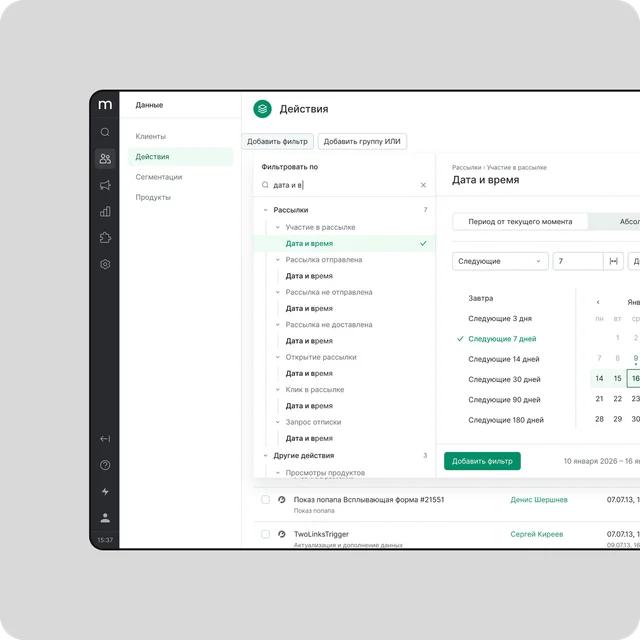 m
Данные
Клиенты
Действия
Сегментации
Продукты
15:37
Действия
Добавить фильтр
Добавить группу ИЛИ
Фильтровать по
дата и в
Рассылки 7
Участие в рассылке
Дата и время
Рассылка отправлена
Дата и время
Рассылка не отправлена
Дата и время
Рассылка не доставлена
Дата и время
Открытие рассылки
Дата и время
Клик в рассылке
Дата и время
Запрос отписки
Дата и время
Другие действия 3
Просмотры продуктов
Рассылки › Участие в рассылке
Дата и время
Период от текущего момента
Абсол
Следующие
7
Завтра
Следующие 3 дня
Следующие 7 дней
Следующие 14 дней
Следующие 30 дней
Следующие 90 дней
Следующие 180 дней
‹ Янв
пн вт ср
1 2
7 8 9
14 15 16
21 22 23
28 29 30
Добавить фильтр
10 января 2026 – 16 я
Показ попапа Всплывающая форма #21551 Денис Шершнев 07.07.13, 1
Показ попапа
TwoLinksTrigger Сергей Киреев 07.07.13, 1
Актуализация и дополнение данных 09.07.13, 16